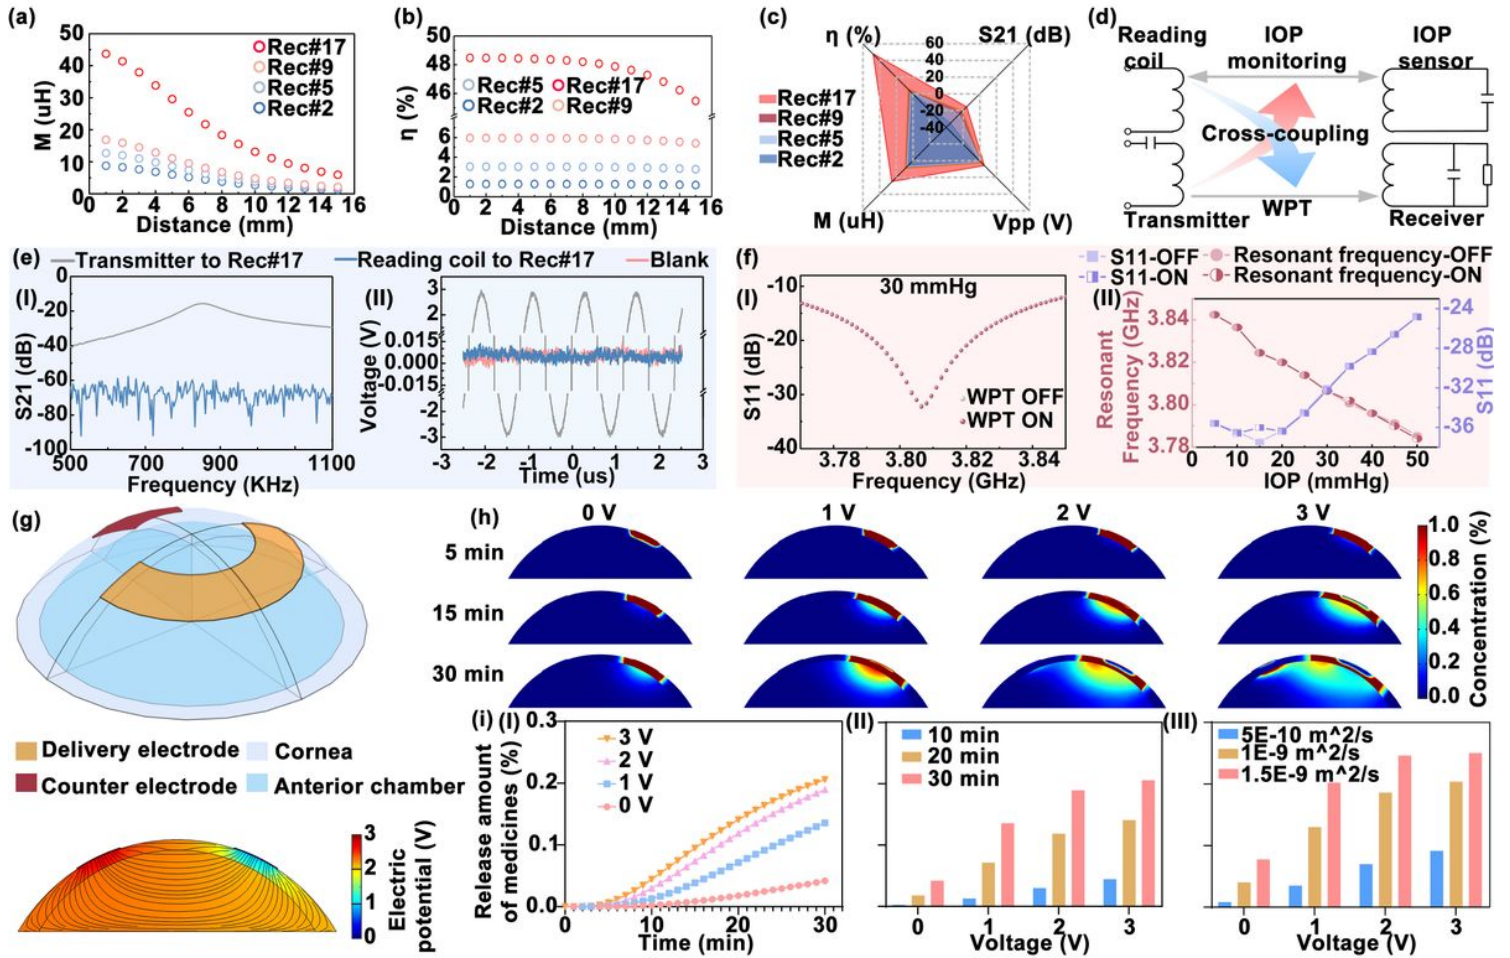 (a)
50
40
30
20
10
0
M (uH)
Rec#17
Rec#9
Rec#5
Rec#2
0 2 4 6 8 10 12 14 16
Distance (mm)
(b)
50
48
46
6
4
2
0
η (%)
Rec#5 Rec#17
Rec#2 Rec#9
0 2 4 6 8 10 12 14 16
Distance (mm)
(c)
η (%)
S21 (dB)
60
40
20
0
-20
-40
Rec#17
Rec#9
Rec#5
Rec#2
M (uH)
Vpp (V)
(d)
Reading
coil
IOP
monitoring
IOP
sensor
Cross-coupling
Transmitter
WPT
Receiver
(e)
Transmitter to Rec#17
Reading coil to Rec#17
Blank
(I)
0
-20
-40
-60
-80
-100
S21 (dB)
500 700 900 1100
Frequency (KHz)
(II)
3
2
0.015
0.000
-0.015
-2
-3
Voltage (V)
-3 -2 -1 0 1 2 3
Time (us)
(f)
S11-OFF
S11-ON
Resonant frequency-OFF
Resonant frequency-ON
(I)
30 mmHg
-10
-20
-30
-40
S11 (dB)
WPT OFF
WPT ON
3.78 3.80 3.82 3.84
Frequency (GHz)
(II)
3.84
3.82
3.80
3.78
Resonant
Frequency (GHz)
-24
-28
-32
-36
S11 (dB)
0 10 20 30 40 50
IOP (mmHg)
(g)
Delivery electrode
Cornea
Counter electrode
Anterior chamber
3
2
1
0
Electric
potential (V)
(h)
0 V 1 V 2 V 3 V
5 min
15 min
30 min
1.0
0.8
0.6
0.4
0.2
0.0
Concentration (%)
(i)
(I)
0.3
0.2
0.1
0.0
Release amount
of medicines (%)
3 V
2 V
1 V
0 V
0 10 20 30
Time (min)
(II)
10 min
20 min
30 min
0 1 2 3
Voltage (V)
(III)
5E-10 m^2/s
1E-9 m^2/s
1.5E-9 m^2/s
0 1 2 3
Voltage (V)